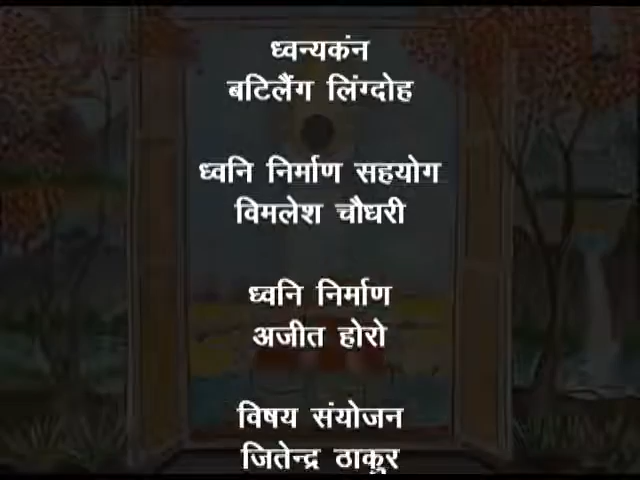 ध्वन्यकंन
बटिलैंग लिंग्दोह
ध्वनि निर्माण सहयोग
विमलेश चौधरी
ध्वनि निर्माण
अजीत होरो
विषय संयोजन
जितेन्द्र ठाकुर